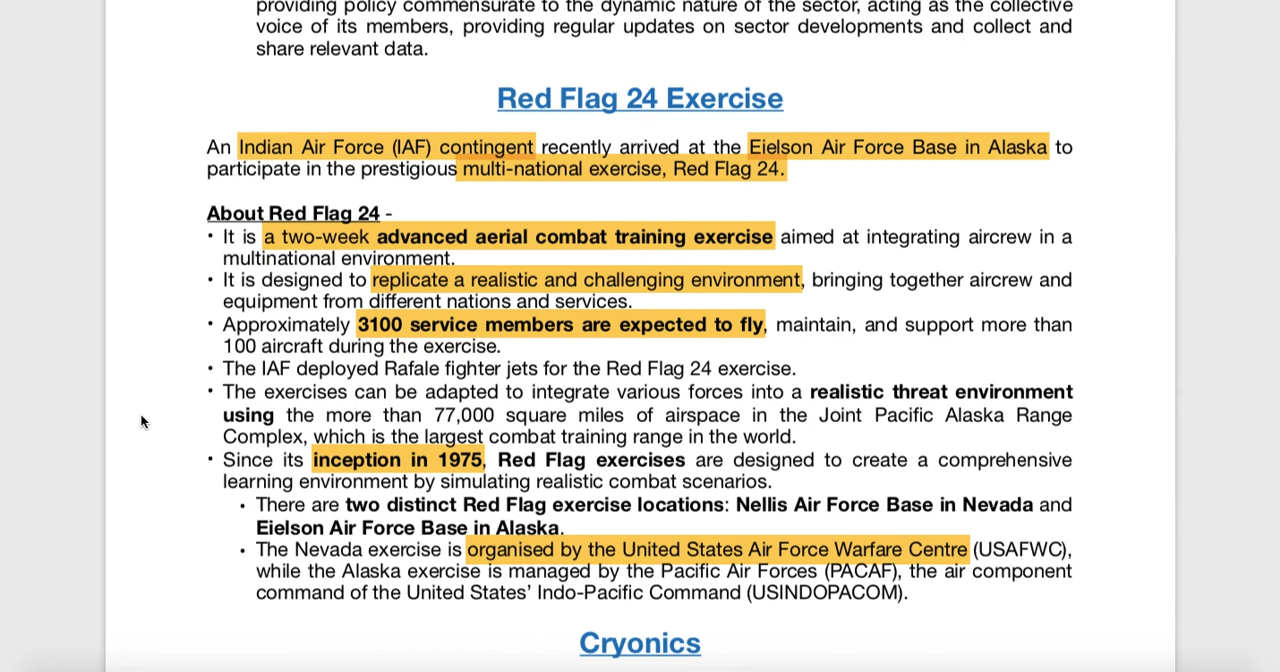 providing policy commensurate to the dynamic nature of the sector, acting as the collective
voice of its members, providing regular updates on sector developments and collect and
share relevant data.
Red Flag 24 Exercise
An Indian Air Force (IAF) contingent recently arrived at the Eielson Air Force Base in Alaska to
participate in the prestigious multi-national exercise, Red Flag 24.
About Red Flag 24 -
• It is a two-week advanced aerial combat training exercise aimed at integrating aircrew in a
multinational environment.
• It is designed to replicate a realistic and challenging environment, bringing together aircrew and
equipment from different nations and services.
• Approximately 3100 service members are expected to fly, maintain, and support more than
100 aircraft during the exercise.
• The IAF deployed Rafale fighter jets for the Red Flag 24 exercise.
• The exercises can be adapted to integrate various forces into a realistic threat environment
using the more than 77,000 square miles of airspace in the Joint Pacific Alaska Range
Complex, which is the largest combat training range in the world.
• Since its inception in 1975, Red Flag exercises are designed to create a comprehensive
learning environment by simulating realistic combat scenarios.
• There are two distinct Red Flag exercise locations: Nellis Air Force Base in Nevada and
Eielson Air Force Base in Alaska.
• The Nevada exercise is organised by the United States Air Force Warfare Centre (USAFWC),
while the Alaska exercise is managed by the Pacific Air Forces (PACAF), the air component
command of the United States’ Indo-Pacific Command (USINDOPACOM).
Cryonics